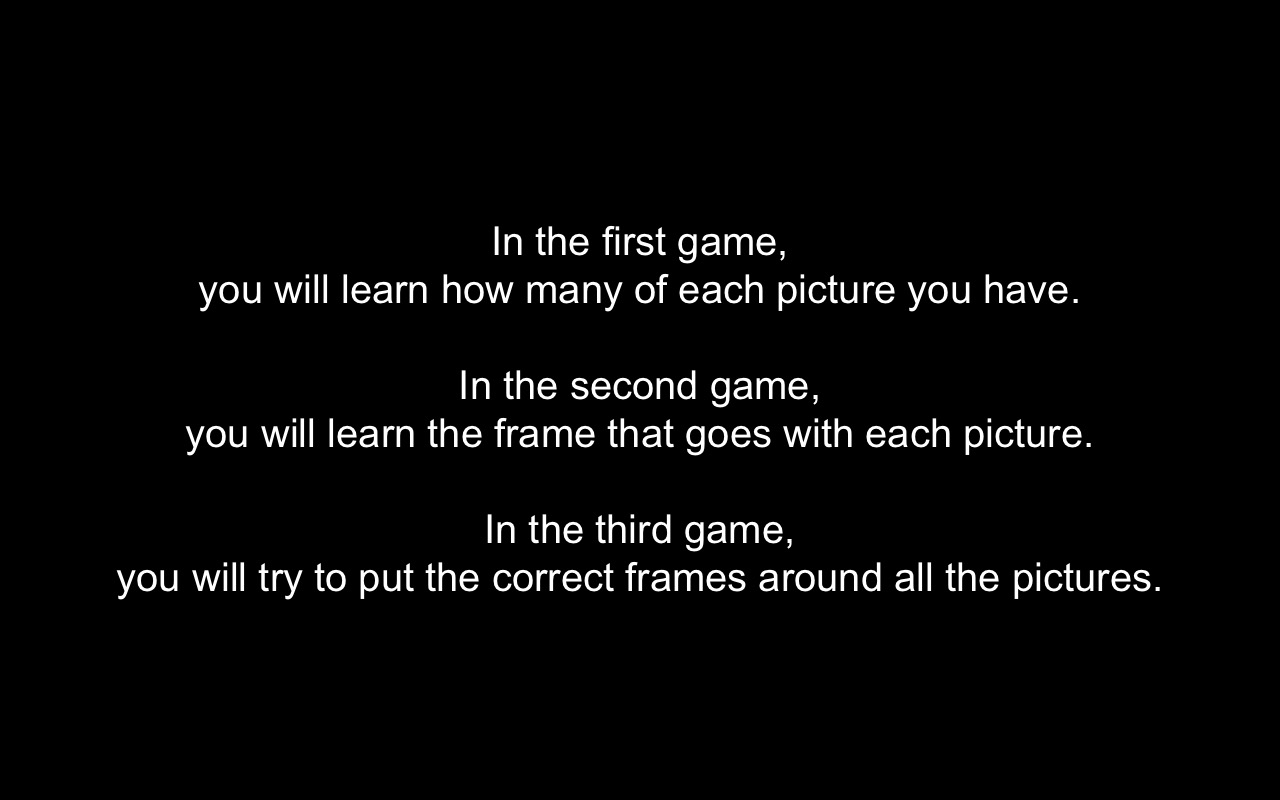 In the first game,
you will learn how many of each picture you have.
In the second game,
you will learn the frame that goes with each picture.
In the third game,
you will try to put the correct frames around all the pictures.